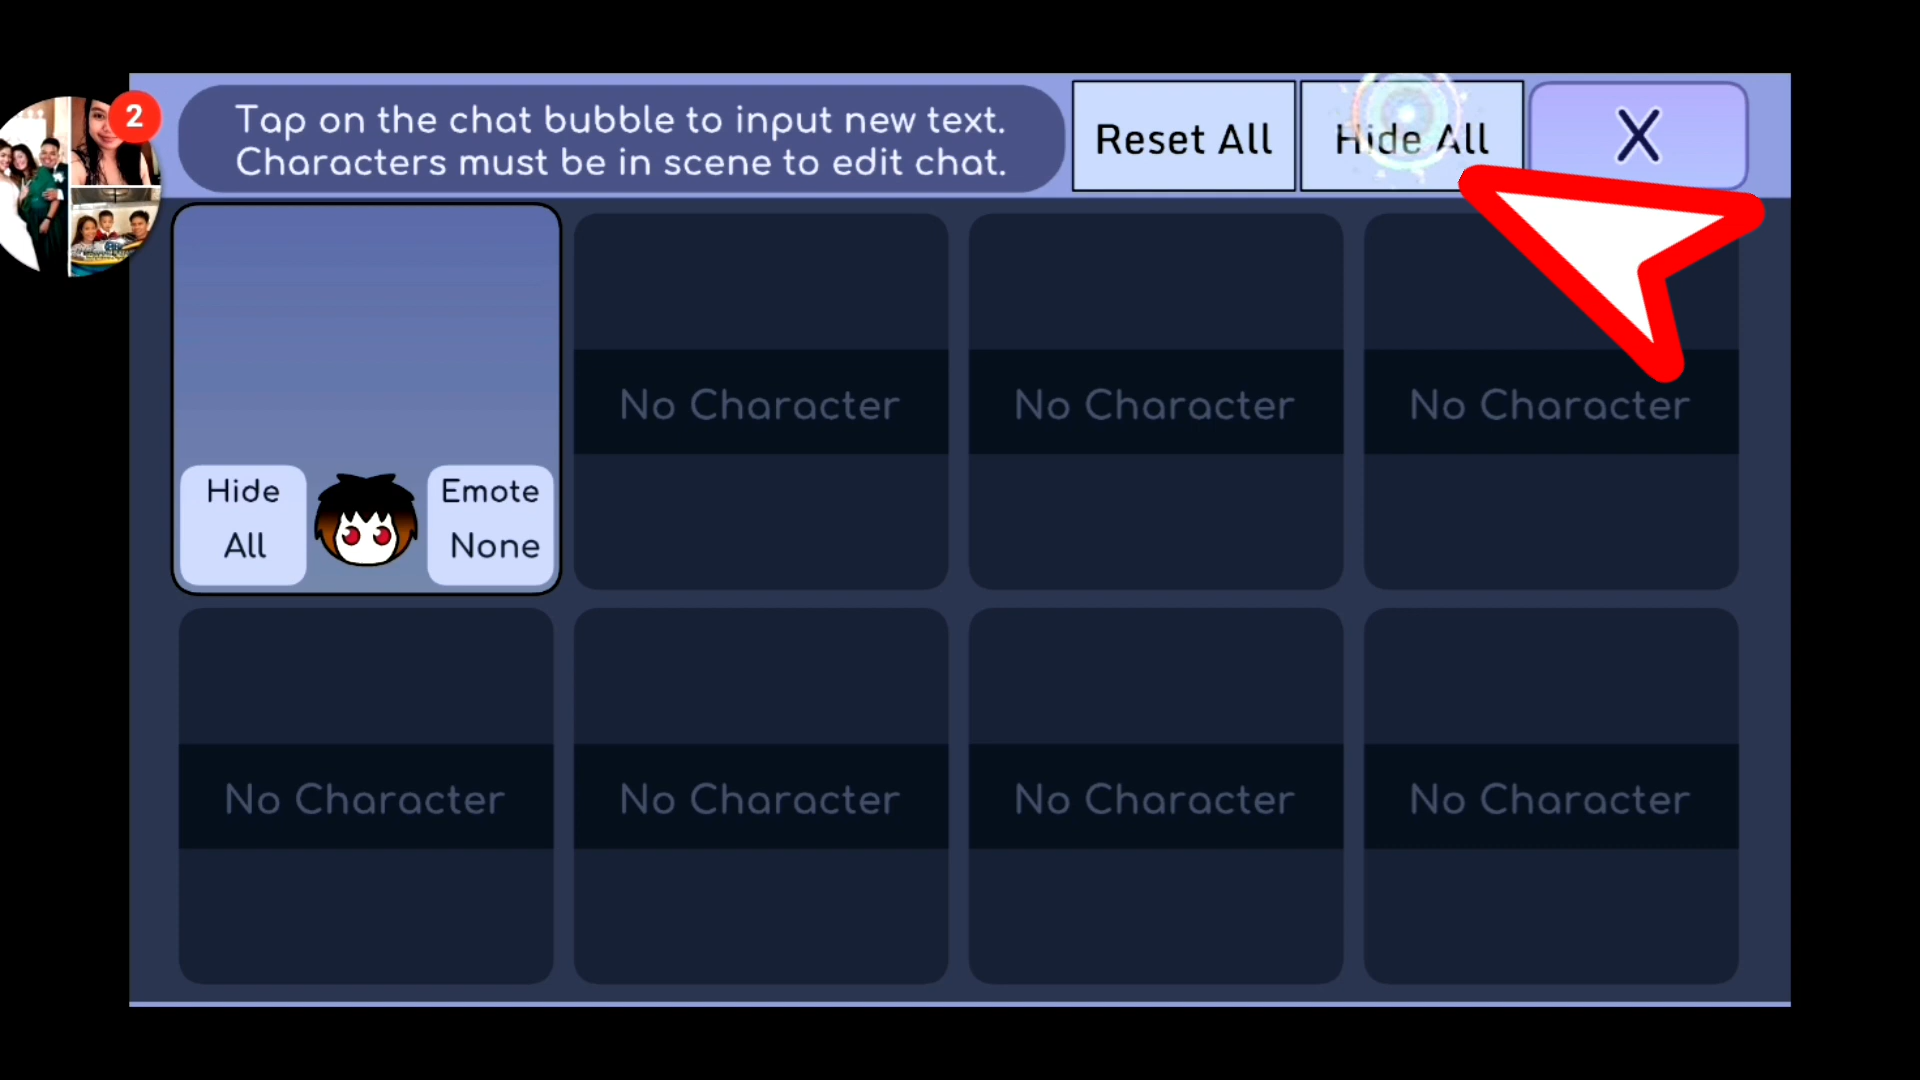 2
Tap on the chat bubble to input new text.
Characters must be in scene to edit chat.
Reset All
Hide All
X
No Character
No Character
No Character
Hide
All
Emote
None
No Character
No Character
No Character
No Character